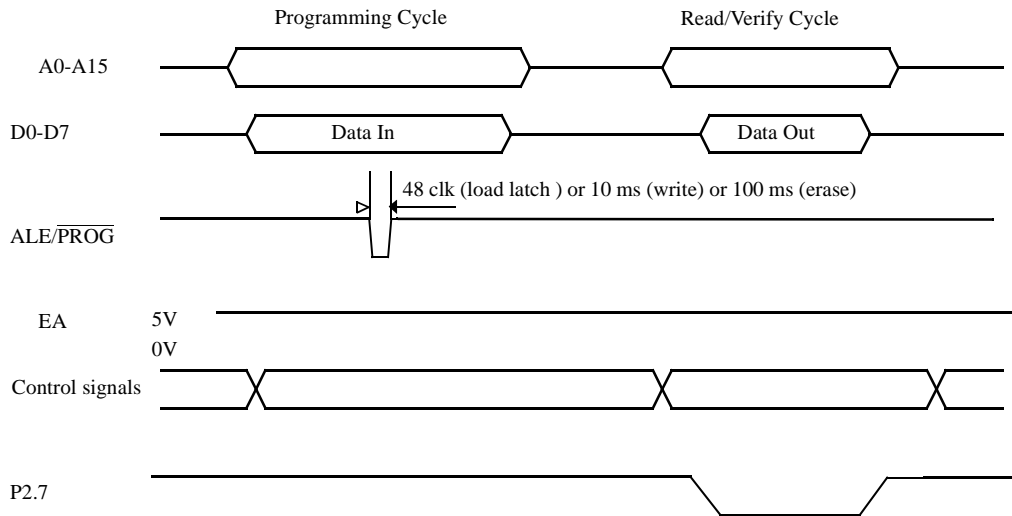 Programming Cycle Read/Verify Cycle
A0-A15
D0-D7 Data In Data Out
48 clk (load latch ) or 10 ms (write) or 100 ms (erase)
ALE/P̅R̅O̅G̅
EA 5V
0V
Control signals
P2.7